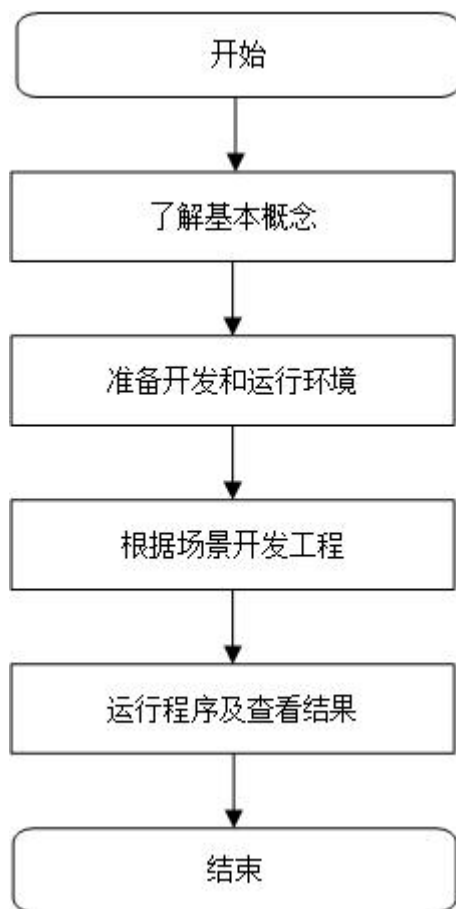 开始
了解基本概念
准备开发和运行环境
根据场景开发工程
运行程序及查看结果
结束